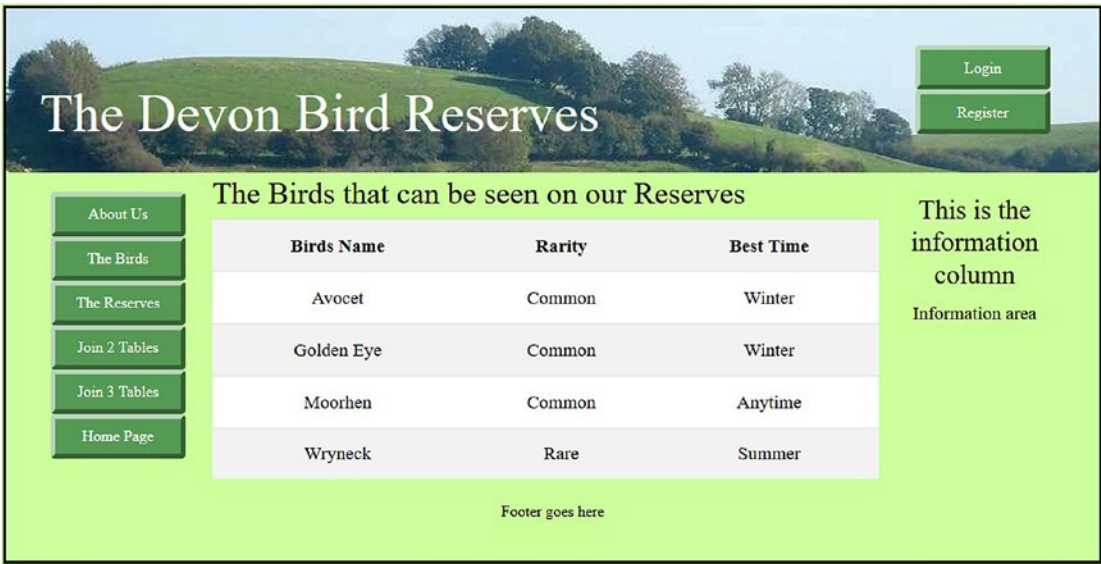 The Devon Bird Reserves
Login
Register
About Us
The Birds
The Reserves
Join 2 Tables
Join 3 Tables
Home Page
The Birds that can be seen on our Reserves
Birds Name Rarity Best Time
Avocet Common Winter
Golden Eye Common Winter
Moorhen Common Anytime
Wryneck Rare Summer
This is the
information
column
Information area
Footer goes here